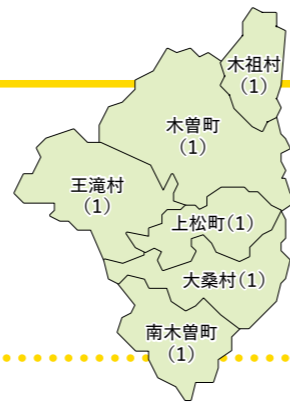 木祖村
（1）
木曽町
（1）
王滝村
（1）
上松町（1）
大桑村（1）
南木曽町
（1）